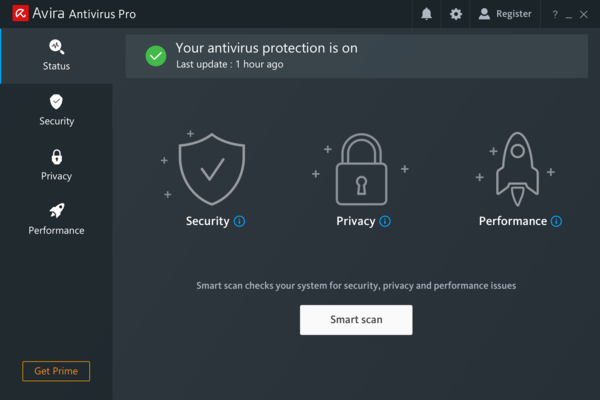 Avira Antivirus Pro
Register
?
Status
Your antivirus protection is on
Last update : 1 hour ago
Security
Privacy
Performance
Security
Privacy
Performance
Smart scan checks your system for security, privacy and performance issues
Smart scan
Get Prime